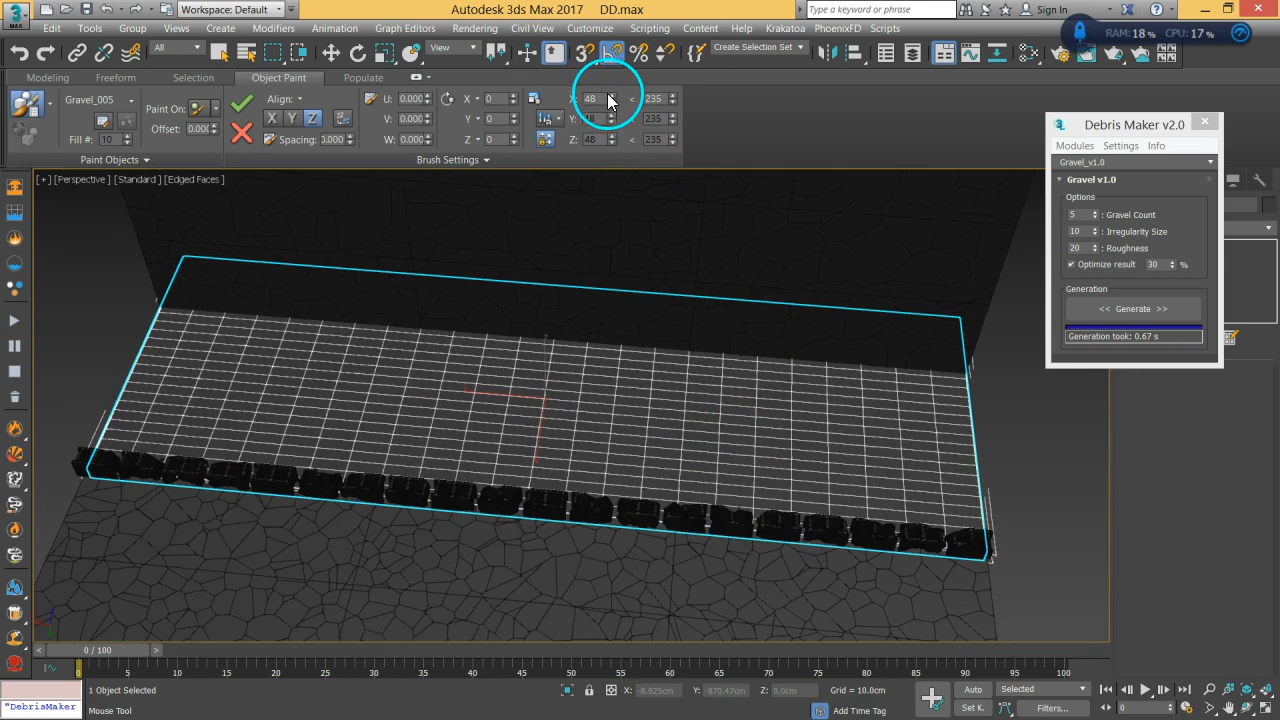 3 Workspace: Default Autodesk 3ds Max 2017 DD.max Type a keyword or phrase Sign In
MAX
Edit Tools Group Views Create Modifiers Animation Graph Editors Rendering Civil View Customize Scripting Content Help Krakatoa PhoenixFD Scripts
RAM: 18 % CPU: 17 %
All View Create Selection Set
Modeling Freeform Selection Object Paint Populate
Gravel_005 Paint On: Align: U: 0.000 X 0 X: 48 < 235
Offset: 0.000 X Y Z V: 0.000 Y 0 Y: 48 < 235
Fill #: 10 Spacing: 0.000 W: 0.000 Z 0 Z: 48 < 235
Paint Objects Brush Settings
[ + ] [Perspective ] [Standard ] [Edged Faces ]
Debris Maker v2.0
Modules Settings Info
Gravel_v1.0
Gravel v1.0
Options
5 : Gravel Count
10 : Irregularity Size
20 : Roughness
Optimize result 30 %
Generation
<< Generate >>
Generation took: 0.67 s
< 0 / 100 >
0 5 10 15 20 25 30 35 40 45 50 55 60 65 70 75 80 85 90 95 100
1 Object Selected X: -8.925cm Y: -870.47cm Z: 0.0cm Grid = 10.0cm Auto Selected
"DebrisMaker Mouse Tool Add Time Tag Set K. Filters... 0